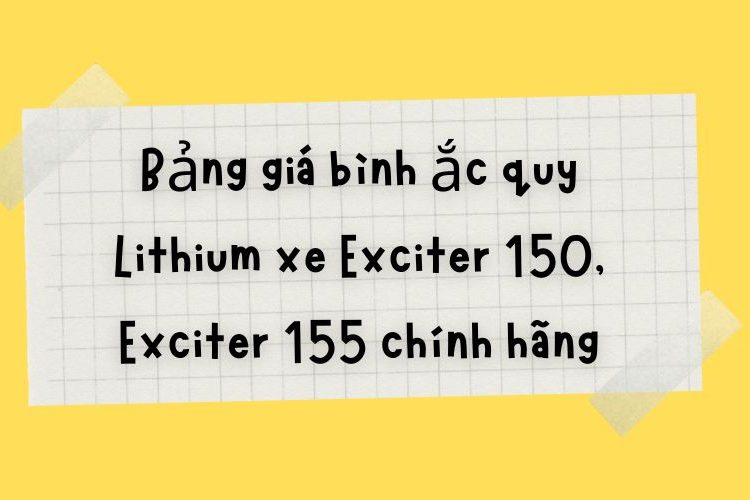 Bảng giá bình ắc quy
Lithium xe Exciter 150,
Exciter 155 chính hãng